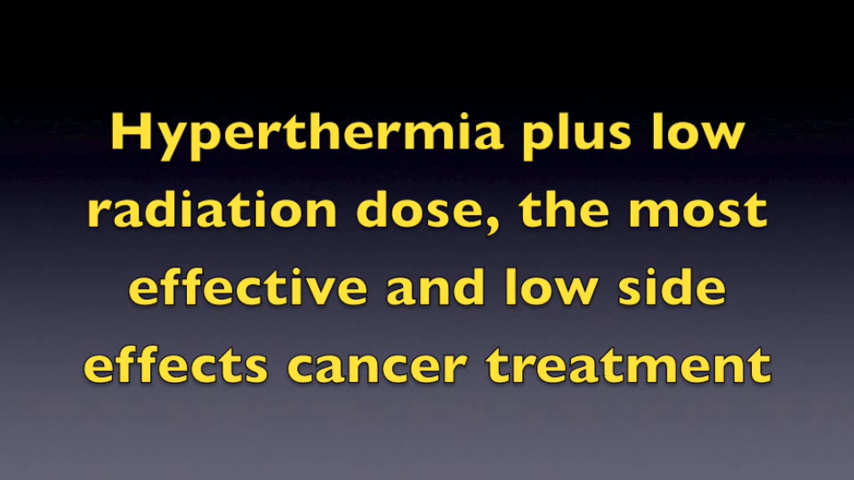 Hyperthermia plus low
radiation dose, the most
effective and low side
effects cancer treatment